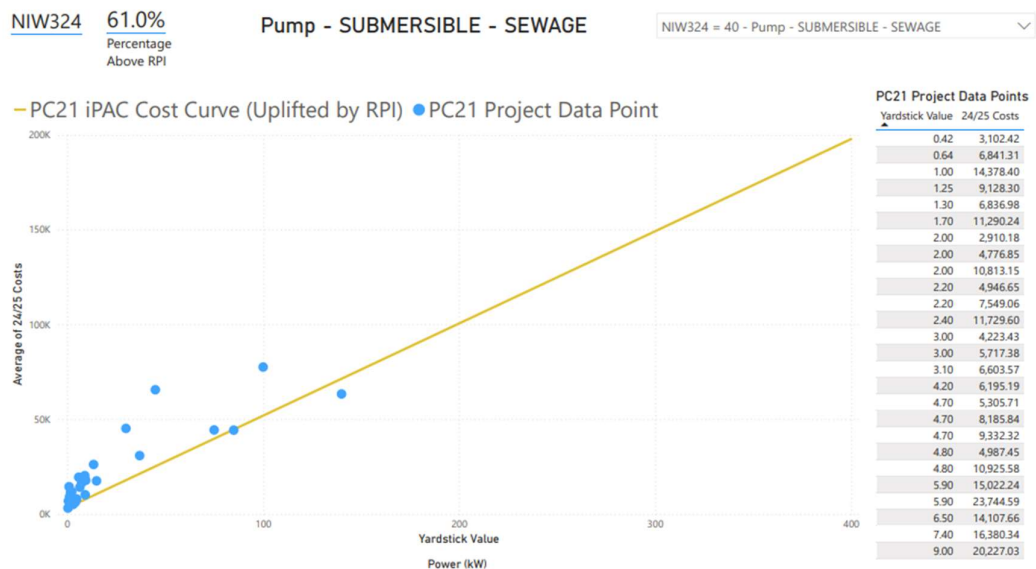 NIW324
61.0%
Percentage
Above RPI
Pump - SUBMERSIBLE - SEWAGE
NIW324 = 40 - Pump - SUBMERSIBLE - SEWAGE
PC21 iPAC Cost Curve (Uplifted by RPI) PC21 Project Data Point
200K
150K
100K
50K
0K
Average of 24/25 Costs
0 100 200 300 400
Yardstick Value
Power (kW)
PC21 Project Data Points
Yardstick Value 24/25 Costs
0.42 3,102.42
0.64 6,841.31
1.00 14,378.40
1.25 9,128.30
1.30 6,836.98
1.70 11,290.24
2.00 2,910.18
2.00 4,776.85
2.00 10,813.15
2.20 4,946.65
2.20 7,549.06
2.40 11,729.60
3.00 4,223.43
3.00 5,717.38
3.10 6,603.57
4.20 6,195.19
4.70 5,305.71
4.70 8,185.84
4.70 9,332.32
4.80 4,987.45
4.80 10,925.58
5.90 15,022.24
5.90 23,744.59
6.50 14,107.66
7.40 16,380.34
9.00 20,227.03